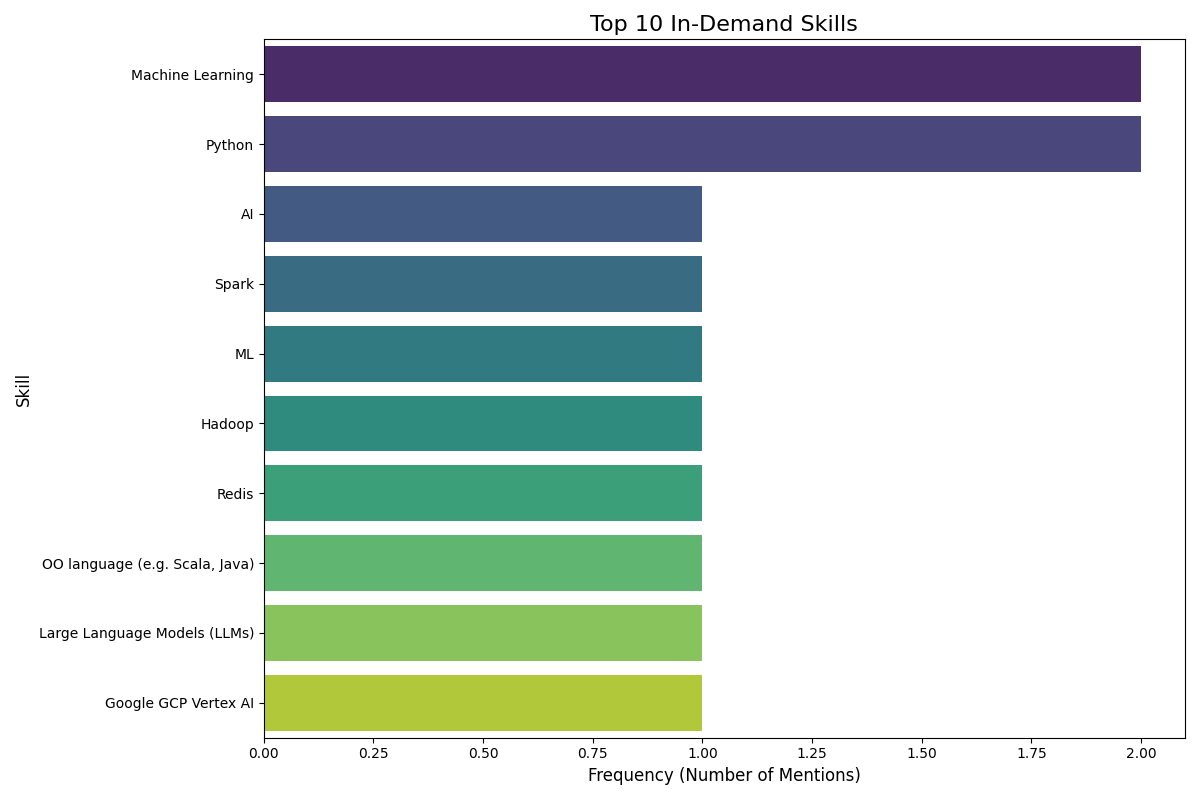 Top 10 In-Demand Skills
Machine Learning
Python
AI
Spark
ML
Hadoop
Redis
OO language (e.g. Scala, Java)
Large Language Models (LLMs)
Google GCP Vertex AI
Skill
0.00 0.25 0.50 0.75 1.00 1.25 1.50 1.75 2.00
Frequency (Number of Mentions)